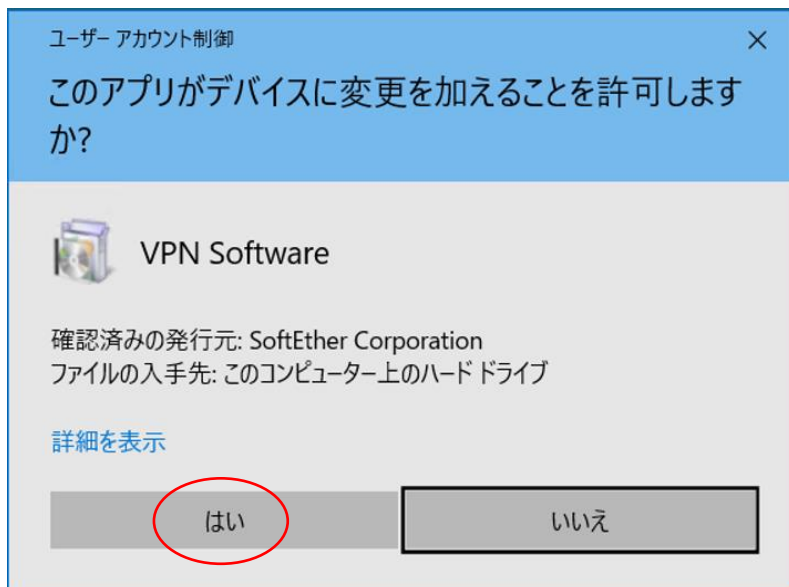 ユーザー アカウント制御
このアプリがデバイスに変更を加えることを許可します
か?
VPN Software
確認済みの発行元: SoftEther Corporation
ファイルの入手先: このコンピューター上のハード ドライブ
詳細を表示
はい
いいえ